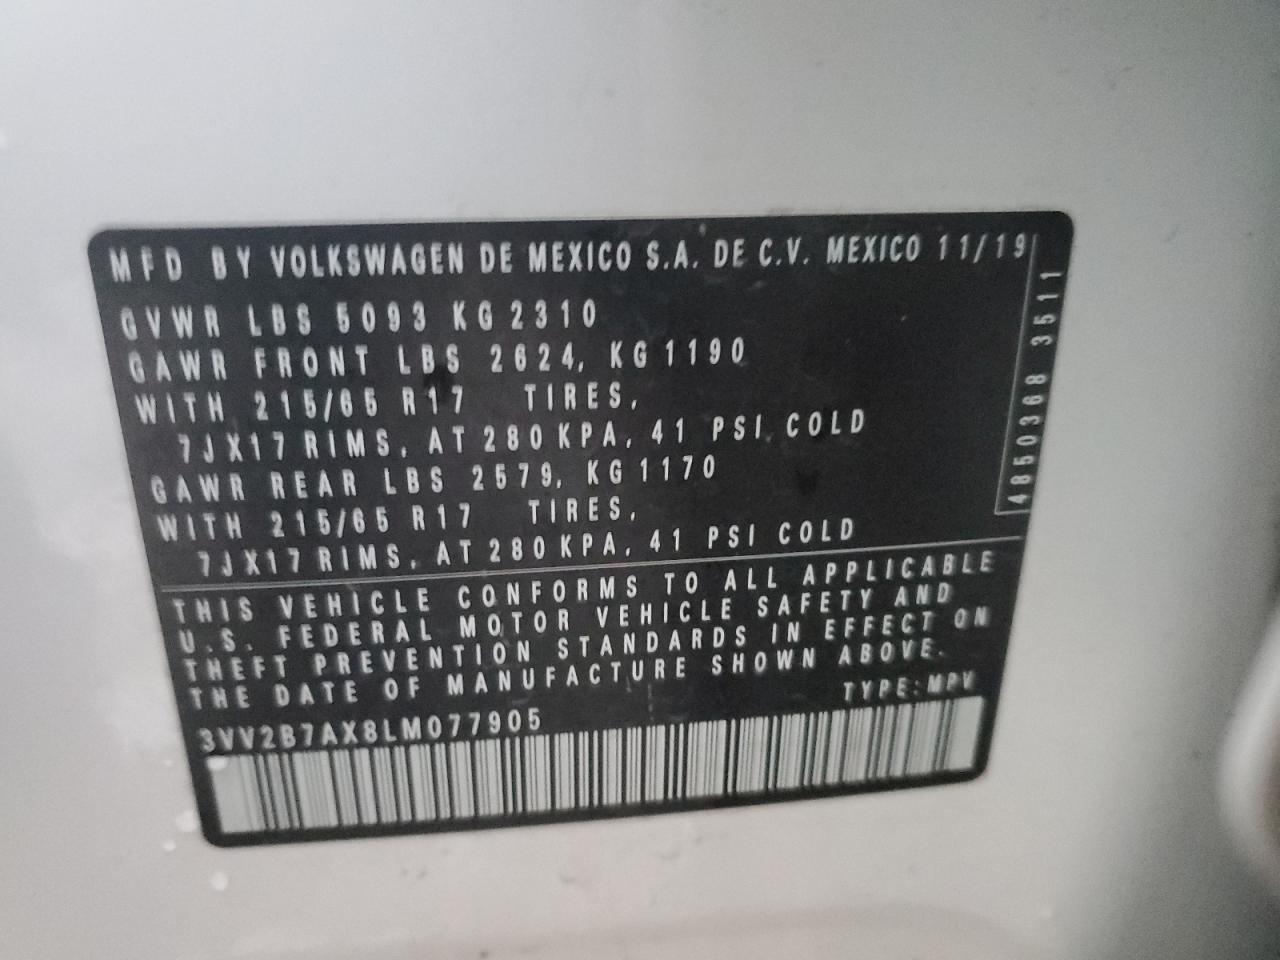 MFD BY VOLKSWAGEN DE MEXICO S.A. DE C.V. MEXICO 11/19
GVWR LBS 5093 KG 2310
GAWR FRONT LBS 2624, KG 1190
WITH 215/65 R17 TIRES,
7JX17 RIMS, AT 280 KPA, 41 PSI, COLD
GAWR REAR LBS 2579, KG 1170
WITH 215/65 R17 TIRES,
7JX17 RIMS, AT 280 KPA, 41 PSI COLD
4850368 3511
THIS VEHICLE CONFORMS TO ALL APPLICABLE
U.S. FEDERAL MOTOR VEHICLE SAFETY AND
THEFT PREVENTION STANDARDS IN EFFECT ON
THE DATE OF MANUFACTURE SHOWN ABOVE.
TYPE: MPV
3VV2B7AX8LM077905